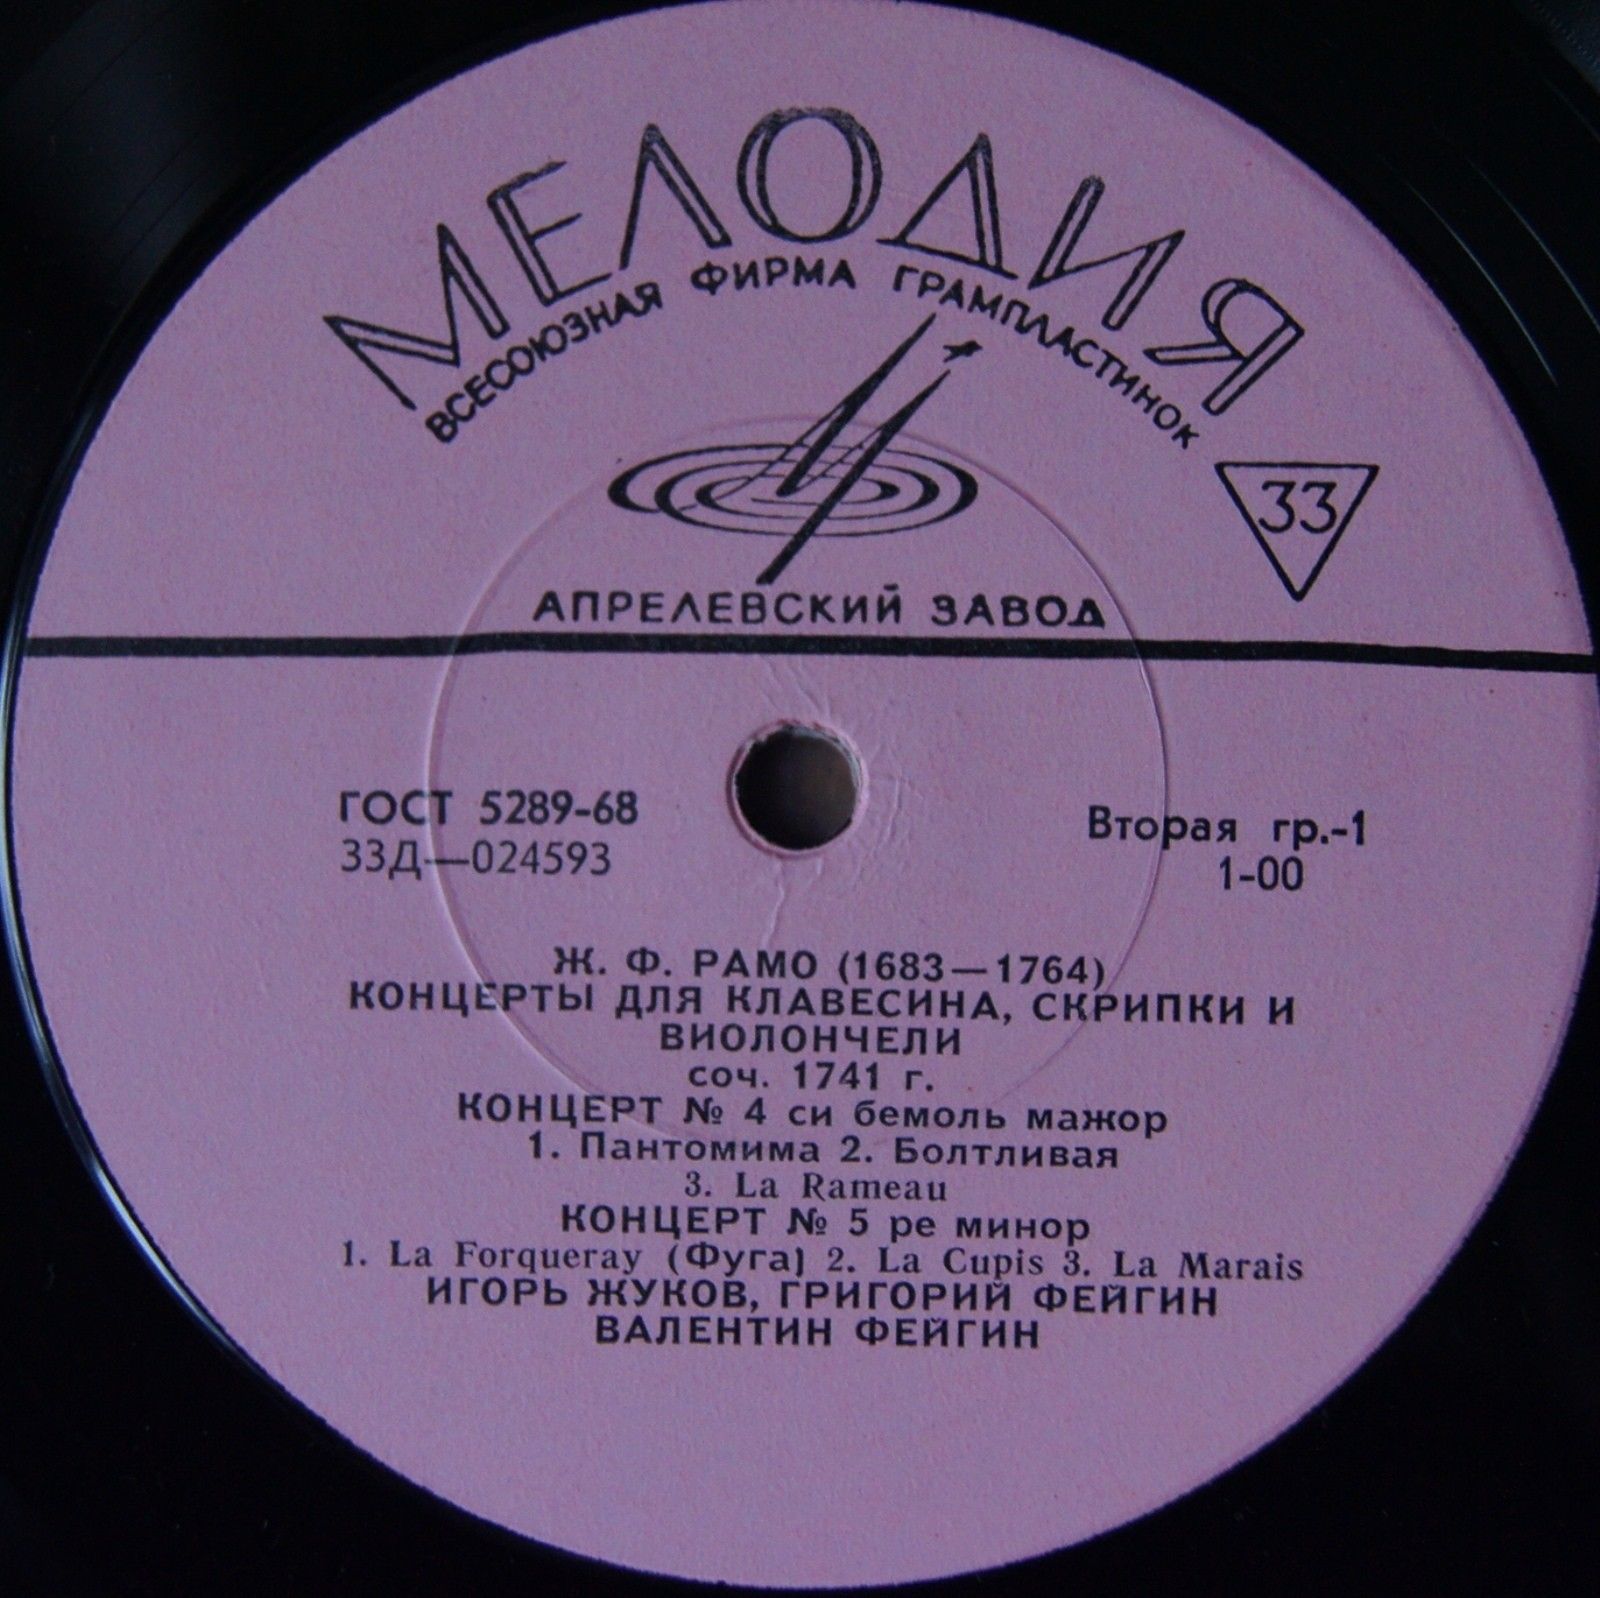 МЕЛОДИЯ
ВСЕСОЮЗНАЯ ФИРМА ГРАМПЛАСТИНОК
33
АПРЕЛЕВСКИЙ ЗАВОД
ГОСТ 5289-68
33Д—024593
Вторая гр.-1
1-00
Ж. Ф. РАМО (1683—1764)
КОНЦЕРТЫ ДЛЯ КЛАВЕСИНА, СКРИПКИ И
ВИОЛОНЧЕЛИ
соч. 1741 г.
КОНЦЕРТ № 4 си бемоль мажор
1. Пантомима 2. Болтливая
3. La Rameau
КОНЦЕРТ № 5 ре минор
1. La Forqueray (Фуга) 2. La Cupis 3. La Marais
ИГОРЬ ЖУКОВ, ГРИГОРИЙ ФЕЙГИН
ВАЛЕНТИН ФЕЙГИН